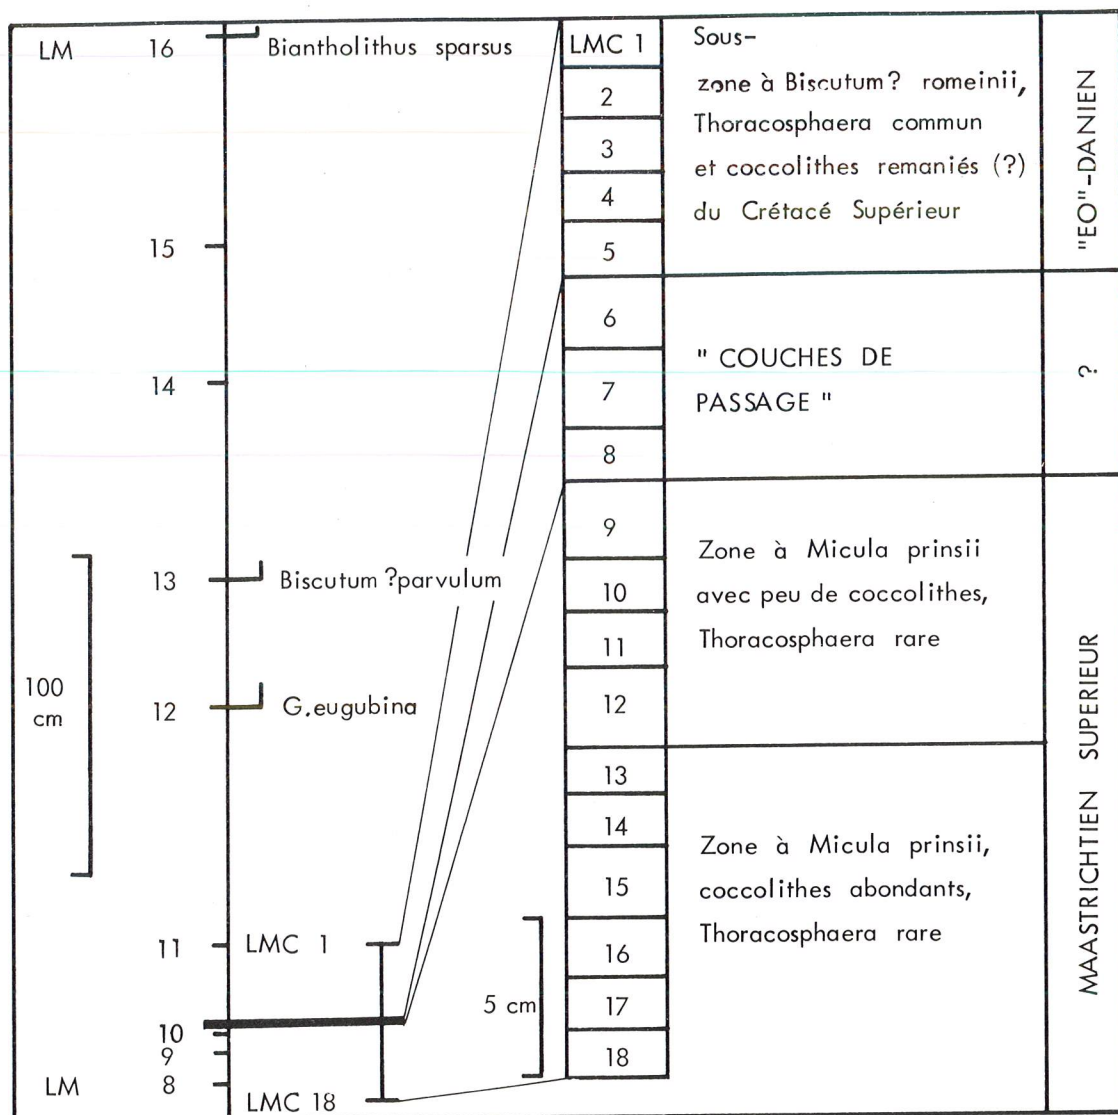 LM 16 Biantholithus sparsus
15
14
13 Biscutum ?parvulum
100
cm
12 G.eugubina
11 LMC 1
10
9
LM 8
LMC 18
5 cm
LMC 1
2
3
4
5
6
7
8
9
10
11
12
13
14
15
16
17
18
Sous-
zone à Biscutum? romeinii,
Thoracosphaera commun
et coccolithes remaniés (?)
du Crétacé Supérieur
" COUCHES DE
PASSAGE "
Zone à Micula prinsii
avec peu de coccolithes,
Thoracosphaera rare
Zone à Micula prinsii,
coccolithes abondants,
Thoracosphaera rare
"EO"-DANIEN
?
MAASTRICHTIEN SUPERIEUR